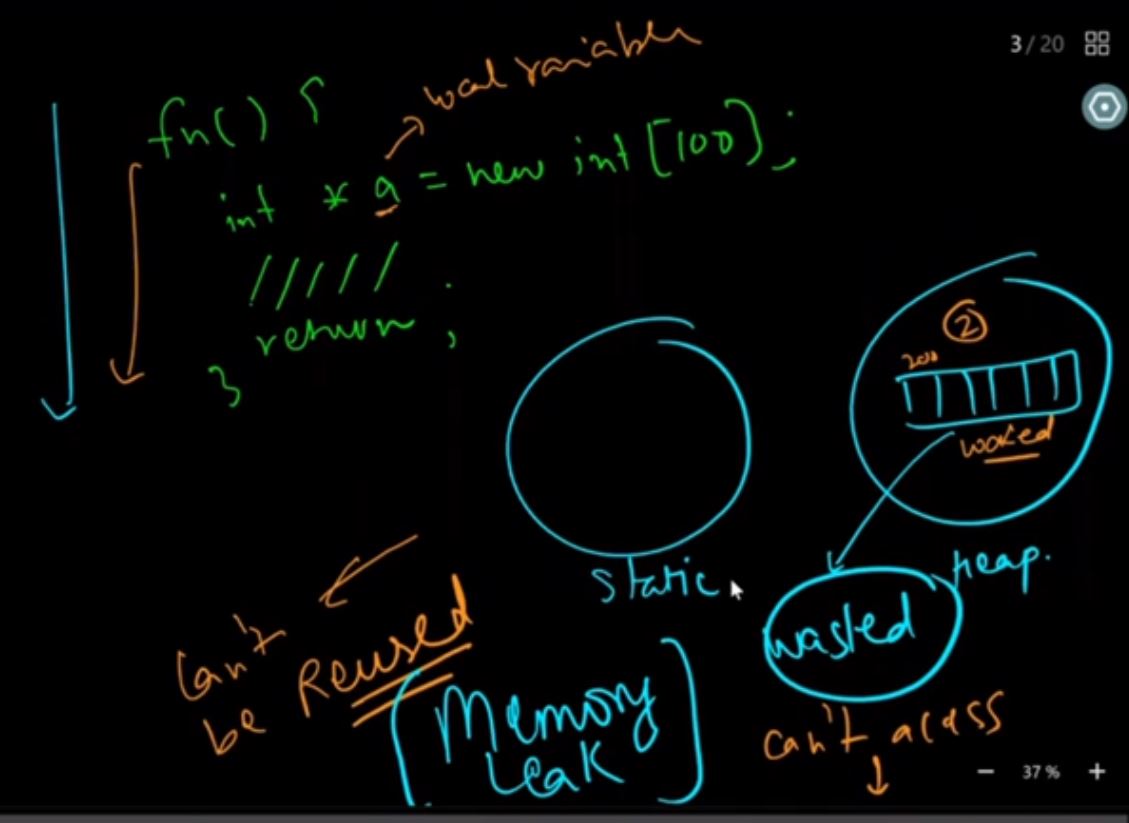 3/20
local variable
fn() {
int * a = new int [100];
/////
return ;
}
2
200
static
heap.
wasted
can't
be Reused
[Memory
Leak]
can't access
37%